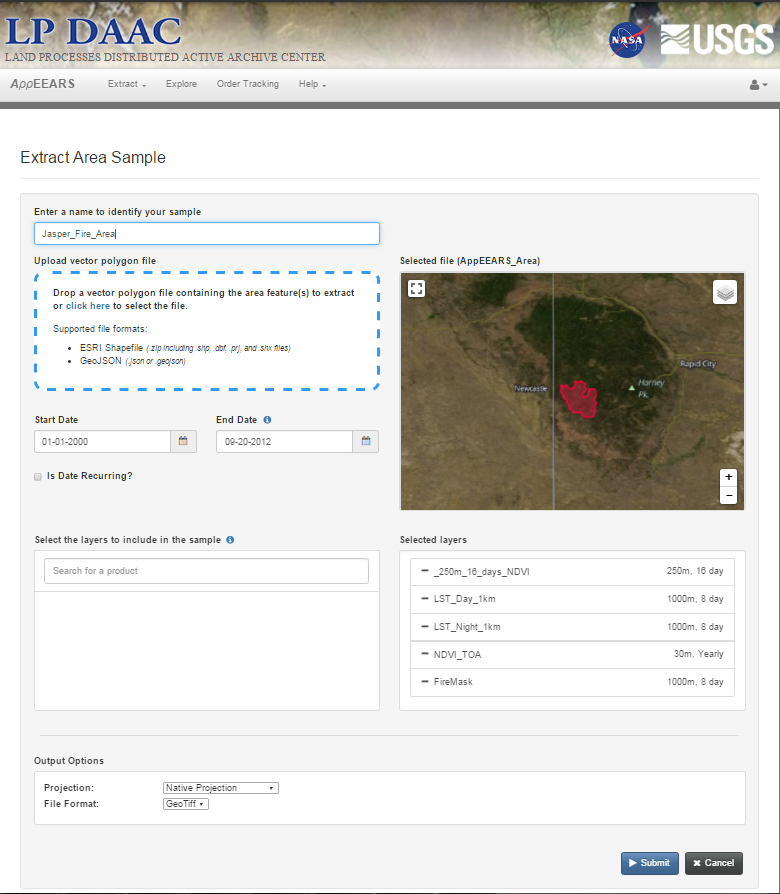 LP DAAC
LAND PROCESSES DISTRIBUTED ACTIVE ARCHIVE CENTER
NASA
USGS
AppEEARS
Extract
Explore
Order Tracking
Help
Extract Area Sample
Enter a name to identify your sample
Jasper_Fire_Area
Upload vector polygon file
Selected file (AppEEARS_Area)
Drop a vector polygon file containing the area feature(s) to extract
or click here to select the file.
Supported file formats:
ESRI Shapefile (.zip including .shp, .dbf, .prj, and .shx files)
GeoJSON (.json or .geojson)
Rapid City
Newcastle
Harney
Pk.
+
−
Start Date
End Date
01-01-2000
09-20-2012
Is Date Recurring?
Select the layers to include in the sample
Selected layers
Search for a product
_250m_16_days_NDVI 250m, 16 day
LST_Day_1km 1000m, 8 day
LST_Night_1km 1000m, 8 day
NDVI_TOA 30m, Yearly
FireMask 1000m, 8 day
Output Options
Projection: Native Projection
File Format: GeoTiff
Submit
Cancel